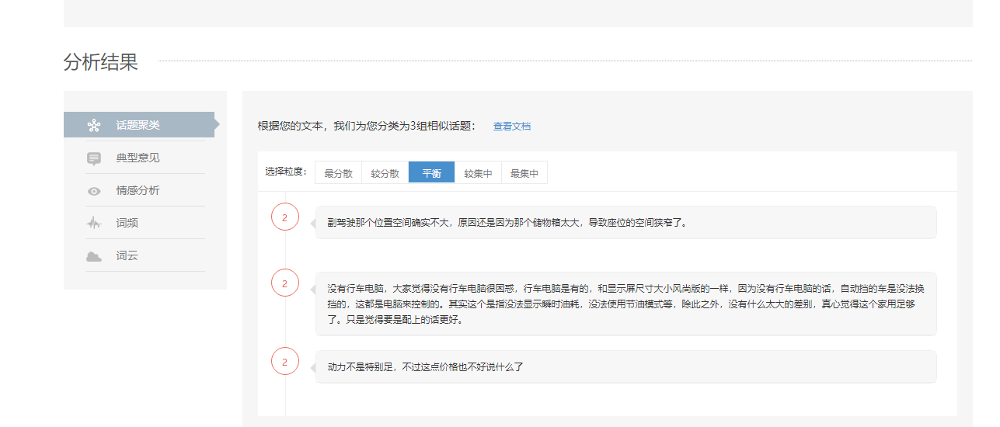 分析结果
话题聚类
典型意见
情感分析
词频
词云
根据您的文本，我们为您分类为3组相似话题： 查看文档
选择粒度： 最分散 较分散 平衡 较集中 最集中
2
副驾驶那个位置空间确实不大，原因还是因为那个储物箱太大，导致座位的空间狭窄了。
2
没有行车电脑，大家觉得没有行车电脑很困惑，行车电脑是有的，和显示屏尺寸大小风尚版的一样，因为没有行车电脑的话，自动挡的车是没法换
挡的，这都是电脑来控制的。其实这个是指没法显示瞬时油耗，没法使用节油模式等，除此之外，没有什么太大的差别，真心觉得这个家用足够
了。只是觉得要是配上的话更好。
2
动力不是特别足，不过这点价格也不好说什么了